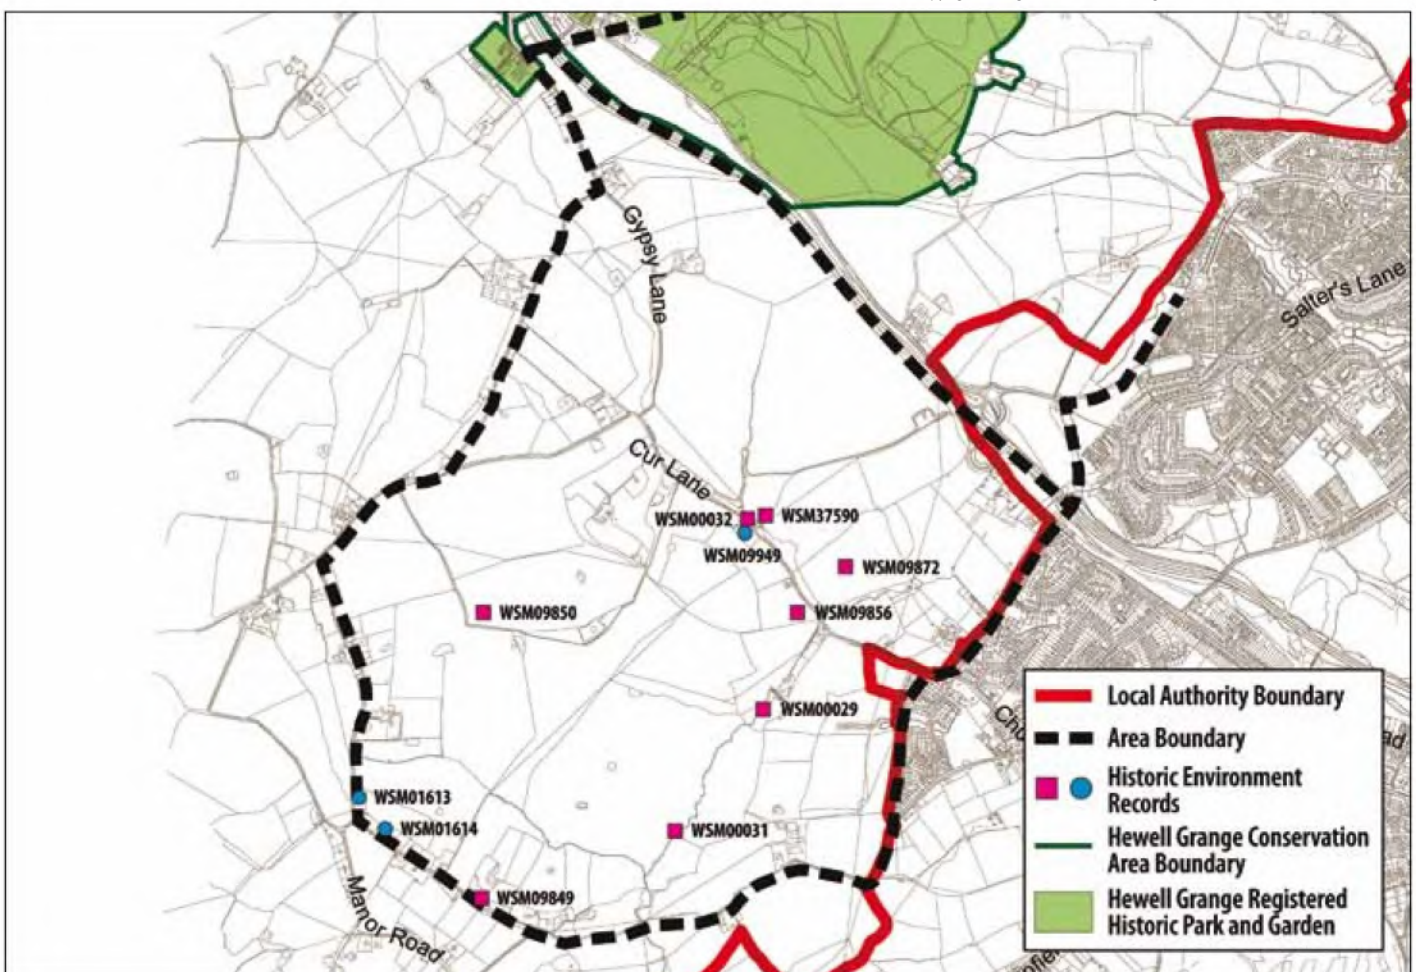 Gypsy Lane
Salter's Lane
Cur Lane
WSM00032
WSM37590
WSM09949
WSM09872
WSM09850
WSM09856
WSM00029
WSM01613
WSM01614
WSM00031
WSM09849
Manor Road
Local Authority Boundary
Area Boundary
Historic Environment
Records
Hewell Grange Conservation
Area Boundary
Hewell Grange Registered
Historic Park and Garden